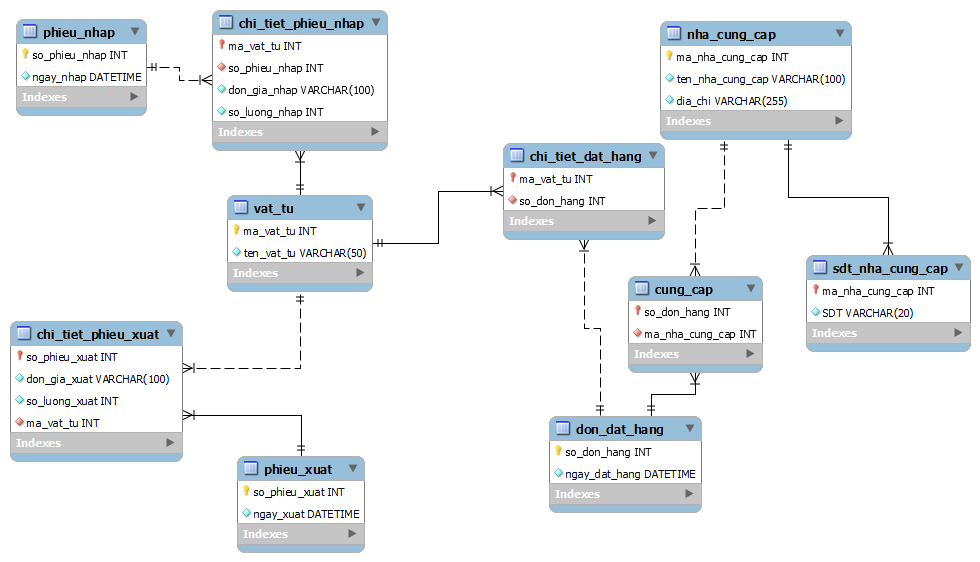 phieu_nhap
so_phieu_nhap INT
ngay_nhap DATETIME
Indexes
chi_tiet_phieu_nhap
ma_vat_tu INT
so_phieu_nhap INT
don_gia_nhap VARCHAR(100)
so_luong_nhap INT
Indexes
nha_cung_cap
ma_nha_cung_cap INT
ten_nha_cung_cap VARCHAR(100)
dia_chi VARCHAR(255)
Indexes
chi_tiet_dat_hang
ma_vat_tu INT
so_don_hang INT
Indexes
vat_tu
ma_vat_tu INT
ten_vat_tu VARCHAR(50)
Indexes
sdt_nha_cung_cap
ma_nha_cung_cap INT
SDT VARCHAR(20)
Indexes
cung_cap
so_don_hang INT
ma_nha_cung_cap INT
Indexes
chi_tiet_phieu_xuat
so_phieu_xuat INT
don_gia_xuat VARCHAR(100)
so_luong_xuat INT
ma_vat_tu INT
Indexes
don_dat_hang
so_don_hang INT
ngay_dat_hang DATETIME
Indexes
phieu_xuat
so_phieu_xuat INT
ngay_xuat DATETIME
Indexes